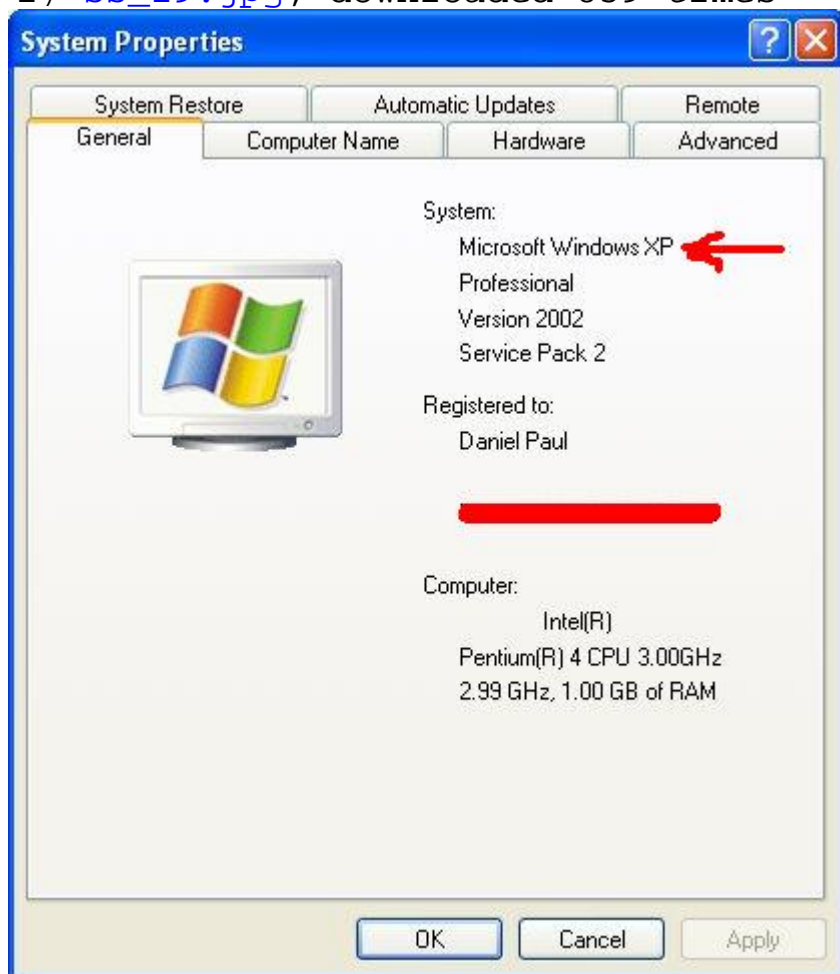 System Properties
System Restore Automatic Updates Remote
General Computer Name Hardware Advanced
System:
Microsoft Windows XP
Professional
Version 2002
Service Pack 2
Registered to:
Daniel Paul
Computer:
Intel(R)
Pentium(R) 4 CPU 3.00GHz
2.99 GHz, 1.00 GB of RAM
OK Cancel Apply